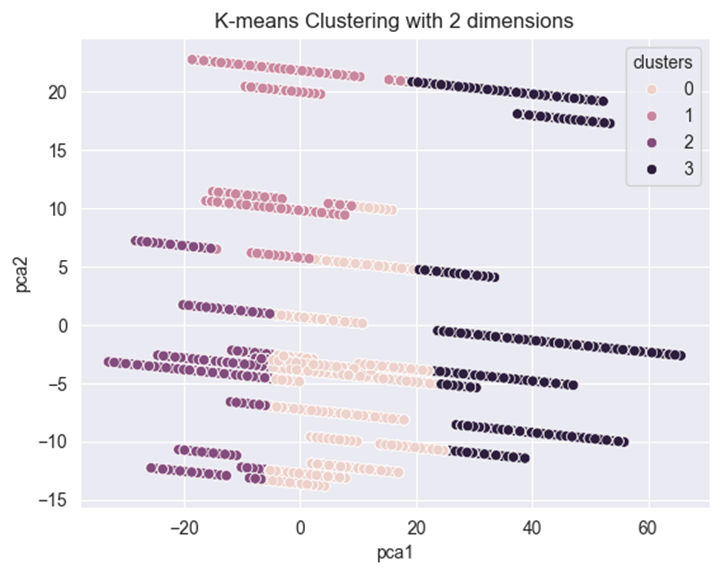 K-means Clustering with 2 dimensions
clusters
0
1
2
3
20
15
10
5
0
−5
−10
−15
pca2
−20 0 20 40 60
pca1